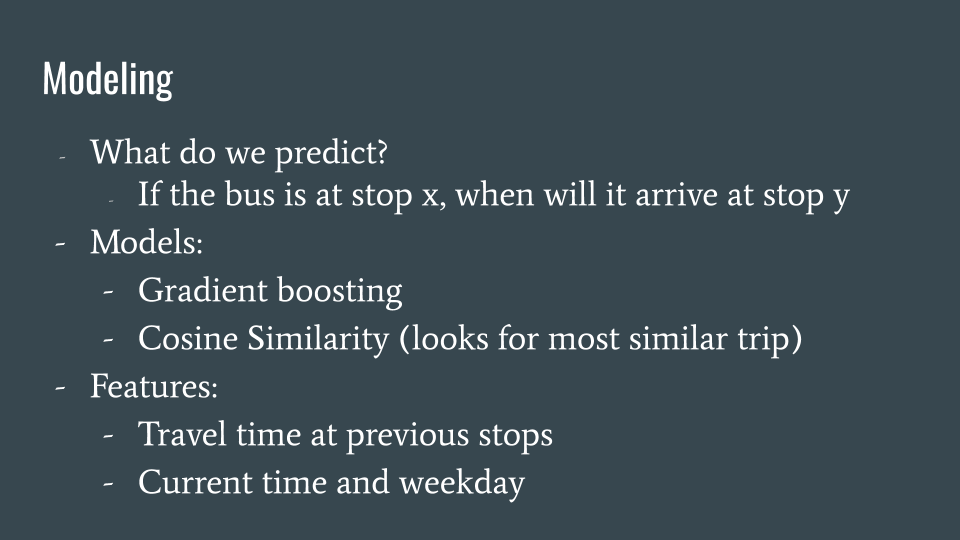 Modeling
- What do we predict?
- If the bus is at stop x, when will it arrive at stop y
- Models:
- Gradient boosting
- Cosine Similarity (looks for most similar trip)
- Features:
- Travel time at previous stops
- Current time and weekday